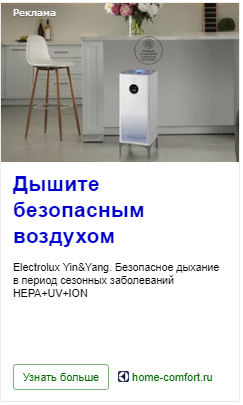 Реклама
Дышите
безопасным
воздухом
Electrolux Yin&Yang. Безопасное дыхание
в период сезонных заболеваний
HEPA+UV+ION
Узнать больше
home-comfort.ru